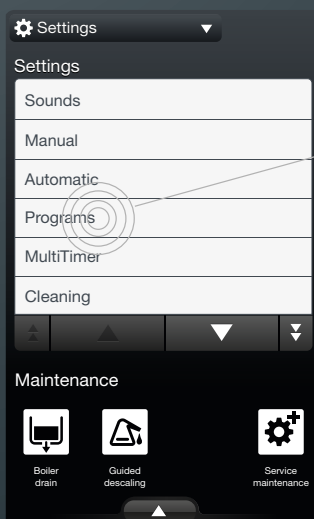 Settings
Settings
Sounds
Manual
Automatic
Programs
MultiTimer
Cleaning
Maintenance
Boiler
drain
Guided
descaling
Service
maintenance